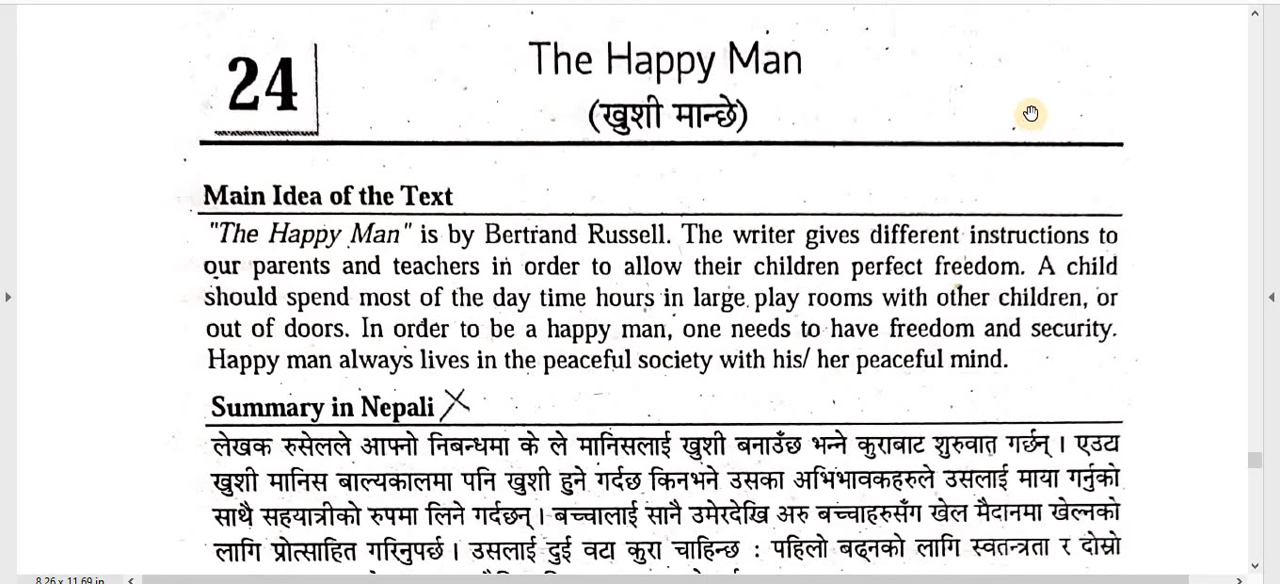 24
The Happy Man
(खुशी मान्छे)
Main Idea of the Text
"The Happy Man" is by Bertrand Russell. The writer gives different instructions to
our parents and teachers in order to allow their children perfect freedom. A child
should spend most of the day time hours in large play rooms with other children, or
out of doors. In order to be a happy man, one needs to have freedom and security.
Happy man always lives in the peaceful society with his/ her peaceful mind.
Summary in Nepali
लेखक रुसेलले आफ्नो निबन्धमा के ले मानिसलाई खुशी बनाउँछ भन्ने कुराबाट शुरुवात गर्छन् । एउटा
खुशी मानिस बाल्यकालमा पनि खुशी हुने गर्दछ किनभने उसका अभिभावकहरुले उसलाई माया गर्नुको
साथै सहयात्रीको रुपमा लिने गर्दछन् । बच्चालाई सानै उमेरदेखि अरु बच्चाहरुसँग खेल मैदानमा खेल्नको
लागि प्रोत्साहित गरिनुपर्छ । उसलाई दुई वटा कुरा चाहिन्छ : पहिलो बढ्नको लागि स्वतन्त्रता र दोस्रो
8.26 x 11.69 in